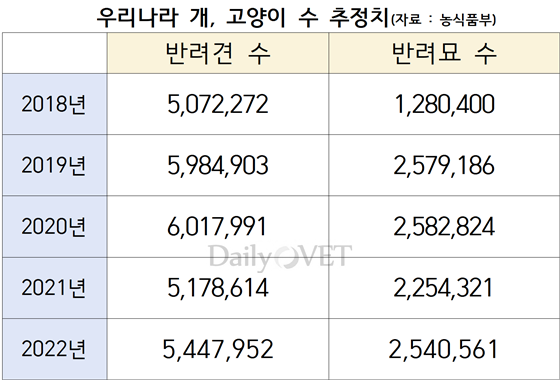 우리나라 개, 고양이 수 추정치(자료 : 농식품부)
반려견 수 반려묘 수
2018년 5,072,272 1,280,400
2019년 5,984,903 2,579,186
2020년 6,017,991 2,582,824
Daily VET
2021년 5,178,614 2,254,321
2022년 5,447,952 2,540,561